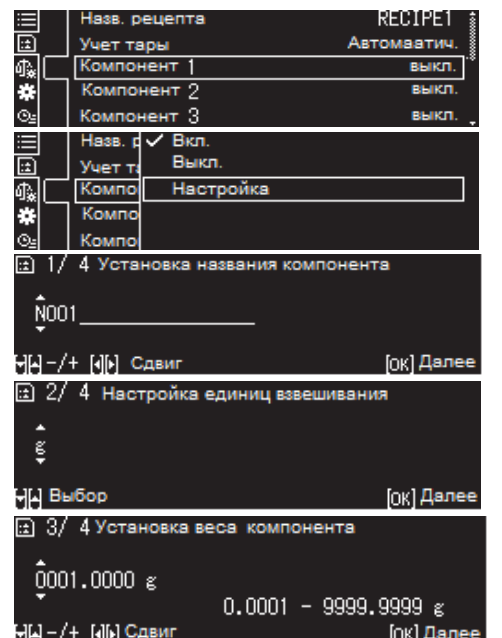 Назв. рецепта RECIPE1
Учет тары Автомаатич.
Компонент 1 выкл.
Компонент 2 выкл.
Компонент 3 выкл.
Назв. р ✓ Вкл.
Учет та Выкл.
Компо Настройка
Компо
Компо
1/ 4 Установка названия компонента
N001
-/+ Сдвиг [OK] Далее
2/ 4 Настройка единиц взвешивания
g
Выбор [OK] Далее
3/ 4 Установка веса компонента
0001.0000 g
0.0001 - 9999.9999 g
-/+ Сдвиг [OK] Далее